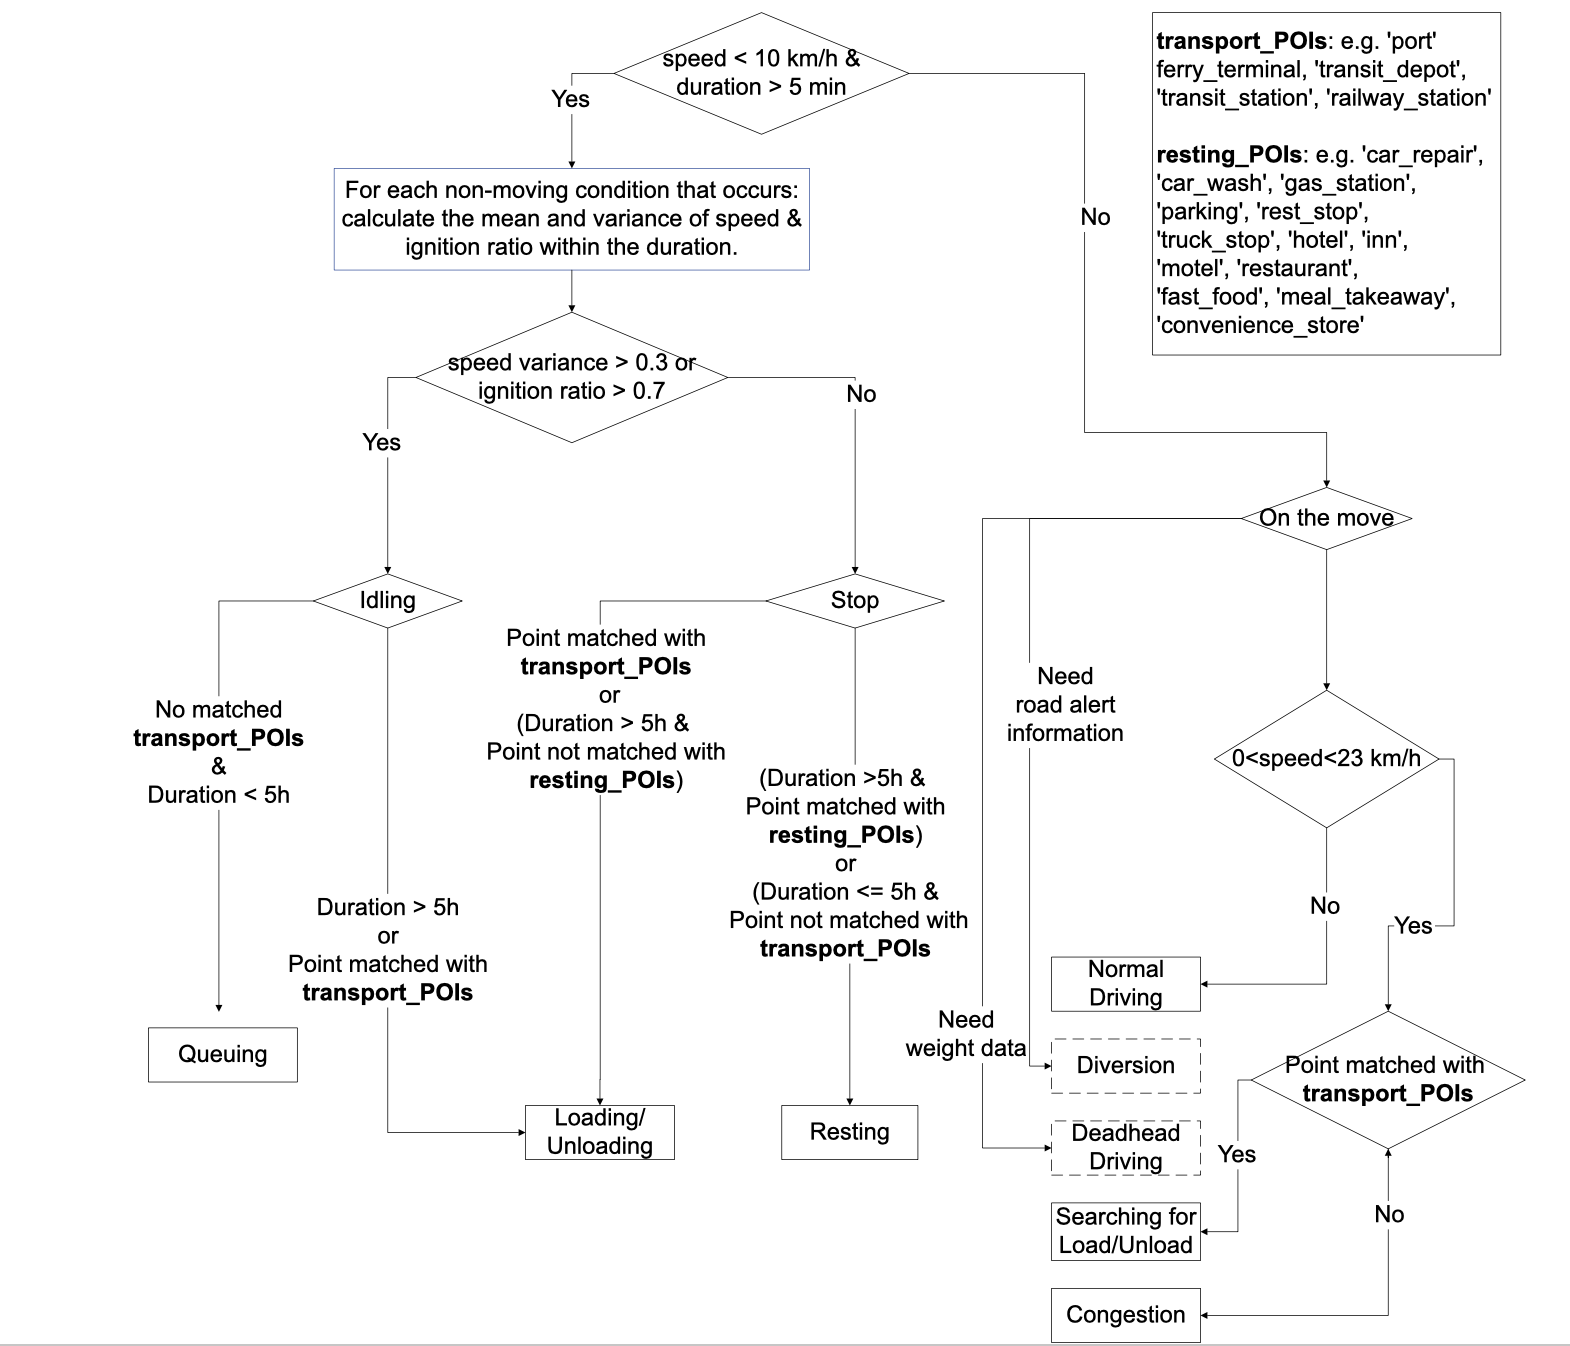 speed < 10 km/h &
duration > 5 min
transport_POIs: e.g. 'port'
ferry_terminal, 'transit_depot',
'transit_station', 'railway_station'
resting_POIs: e.g. 'car_repair',
'car_wash', 'gas_station',
'parking', 'rest_stop',
'truck_stop', 'hotel', 'inn',
'motel', 'restaurant',
'fast_food', 'meal_takeaway',
'convenience_store'
Yes
No
For each non-moving condition that occurs:
calculate the mean and variance of speed &
ignition ratio within the duration.
speed variance > 0.3 or
ignition ratio > 0.7
Yes
No
On the move
Idling
Stop
No matched
transport_POIs
&
Duration < 5h
Duration > 5h
or
Point matched with
transport_POIs
Point matched with
transport_POIs
or
(Duration > 5h &
Point not matched with
resting_POIs)
(Duration >5h &
Point matched with
resting_POIs)
or
(Duration <= 5h &
Point not matched with
transport_POIs
Need
road alert
information
Need
weight data
0<speed<23 km/h
No
Yes
Normal
Driving
Diversion
Deadhead
Driving
Point matched with
transport_POIs
Yes
No
Searching for
Load/Unload
Congestion
Queuing
Loading/
Unloading
Resting